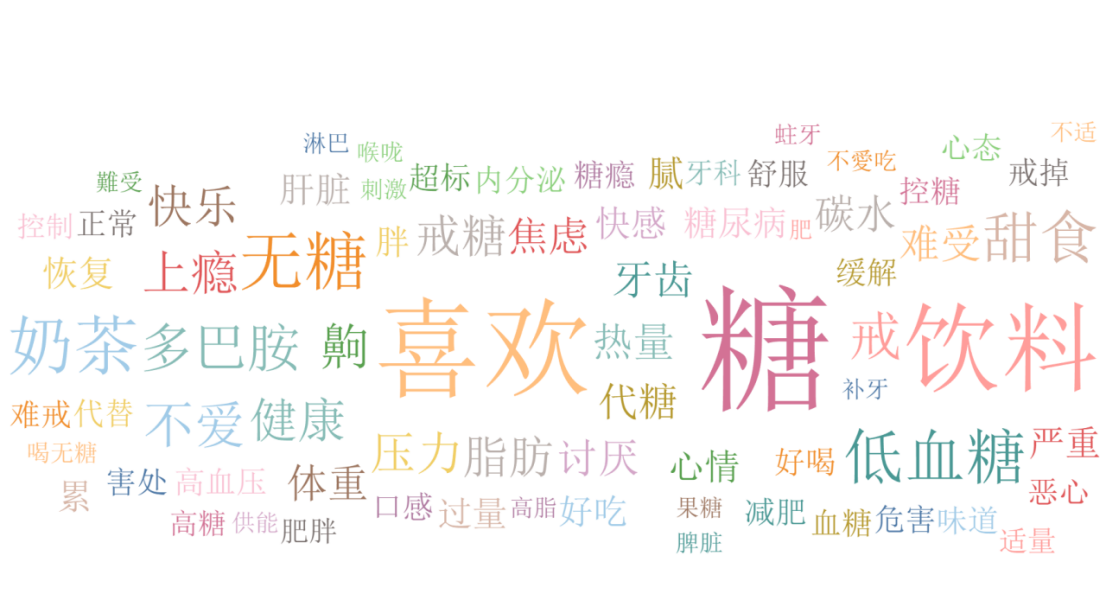 淋巴
喉咙
蛀牙
不适
難受
刺激
超标
内分泌
糖瘾
腻
牙科
舒服
不愛吃
心态
戒掉
控制
正常
快乐
肝脏
胖
戒糖
焦虑
快感
糖尿病
肥
碳水
控糖
难受
甜食
恢复
上瘾
无糖
牙齿
缓解
奶茶
多巴胺
齁
喜欢
热量
糖
戒
饮料
补牙
难戒
代替
不爱
健康
代糖
喝无糖
压力
脂肪
讨厌
心情
好喝
低血糖
严重
害处
高血压
体重
恶心
累
高糖
供能
肥胖
口感
过量
高脂
好吃
果糖
减肥
血糖
危害
味道
脾脏
适量